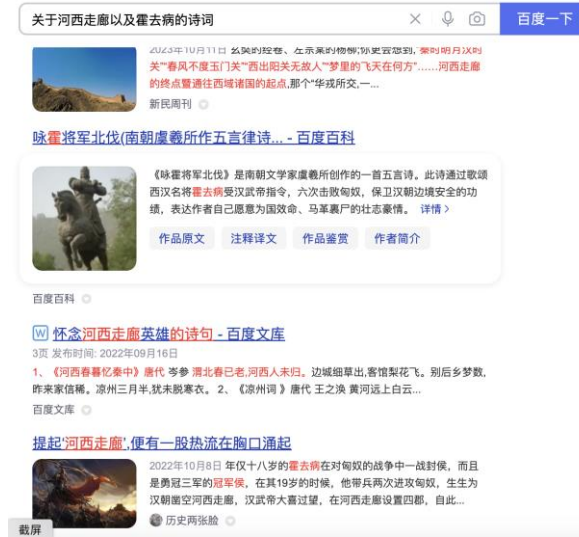 关于河西走廊以及霍去病的诗词
百度一下
2023年10月11日 玄奘的经卷、左宗棠的杨柳,你更会想到,"秦时明月汉时
关""春风不度玉门关""西出阳关无故人""梦里的飞天在何方"……河西走廊
的终点暨通往西域诸国的起点,那个"华戎所交,一...
新民周刊
咏霍将军北伐(南朝虞羲所作五言律诗... - 百度百科
《咏霍将军北伐》是南朝文学家虞羲所创作的一首五言诗。此诗通过歌颂
西汉名将霍去病受汉武帝指令，六次击败匈奴，保卫汉朝边境安全的功
绩，表达作者自己愿意为国效命、马革裹尸的壮志豪情。 详情 >
作品原文 注释译文 作品鉴赏 作者简介
百度百科
W 怀念河西走廊英雄的诗句 - 百度文库
3页 发布时间: 2022年09月16日
1、《河西春暮忆秦中》唐代 岑参 渭北春已老,河西人未归。边城细草出,客馆梨花飞。别后乡梦数,
昨来家信稀。凉州三月半,犹未脱寒衣。 2、《凉州词 》唐代 王之涣 黄河远上白云...
百度文库
提起'河西走廊',便有一股热流在胸口涌起
2022年10月8日 年仅十八岁的霍去病在对匈奴的战争中一战封侯，而且
是勇冠三军的冠军侯，在其19岁的时候，他带兵两次进攻匈奴，生生为
汉朝凿空河西走廊，汉武帝大喜过望，在河西走廊设置四郡，自此...
历史两张脸
截屏